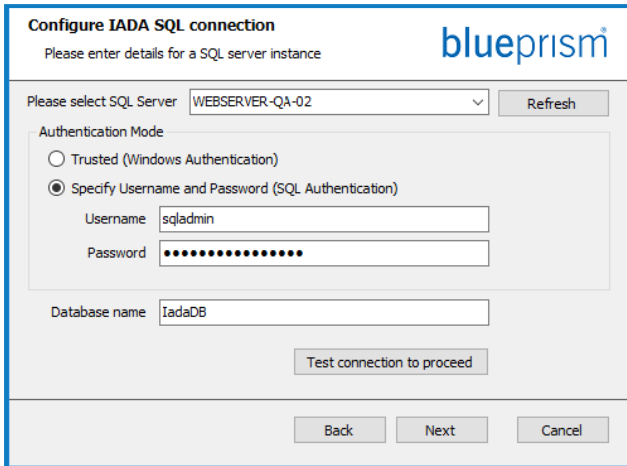 Configure IADA SQL connection
Please enter details for a SQL server instance
blueprism®
Please select SQL Server WEBSERVER-QA-02 Refresh
Authentication Mode
Trusted (Windows Authentication)
Specify Username and Password (SQL Authentication)
Username sqladmin
Password ●●●●●●●●●●●●●●●●
Database name IadaDB
Test connection to proceed
Back Next Cancel